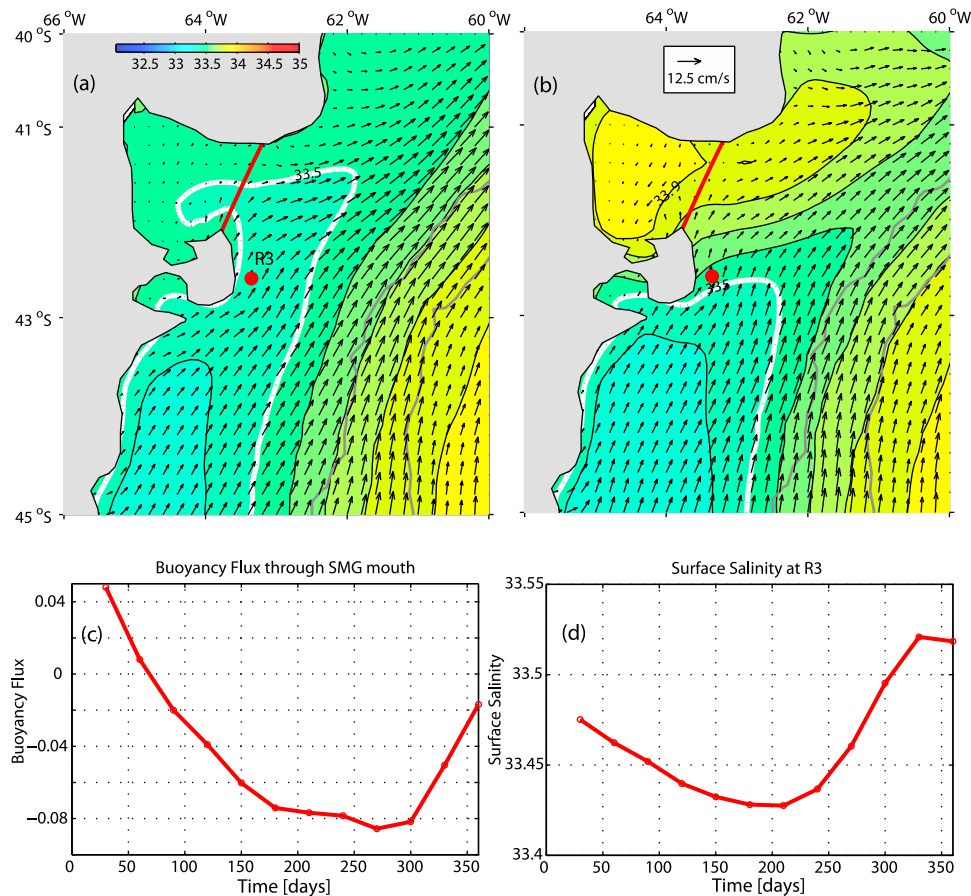 66 °W 64 °W 62 °W 60 °W 64 °W 62 °W 60 °W
40 °S
41 °S
43 °S
45 °S
32.5 33 33.5 34 34.5 35
(a)
33.5
R3
12.5 cm/s
(b)
33.9
335
Buoyancy Flux through SMG mouth
(c)
Buoyancy Flux
0.04
0
−0.04
−0.08
0 50 100 150 200 250 300 350
Time [days]
Surface Salinity at R3
(d)
Surface Salinity
33.55
33.5
33.45
33.4
0 50 100 150 200 250 300 350
Time [days]